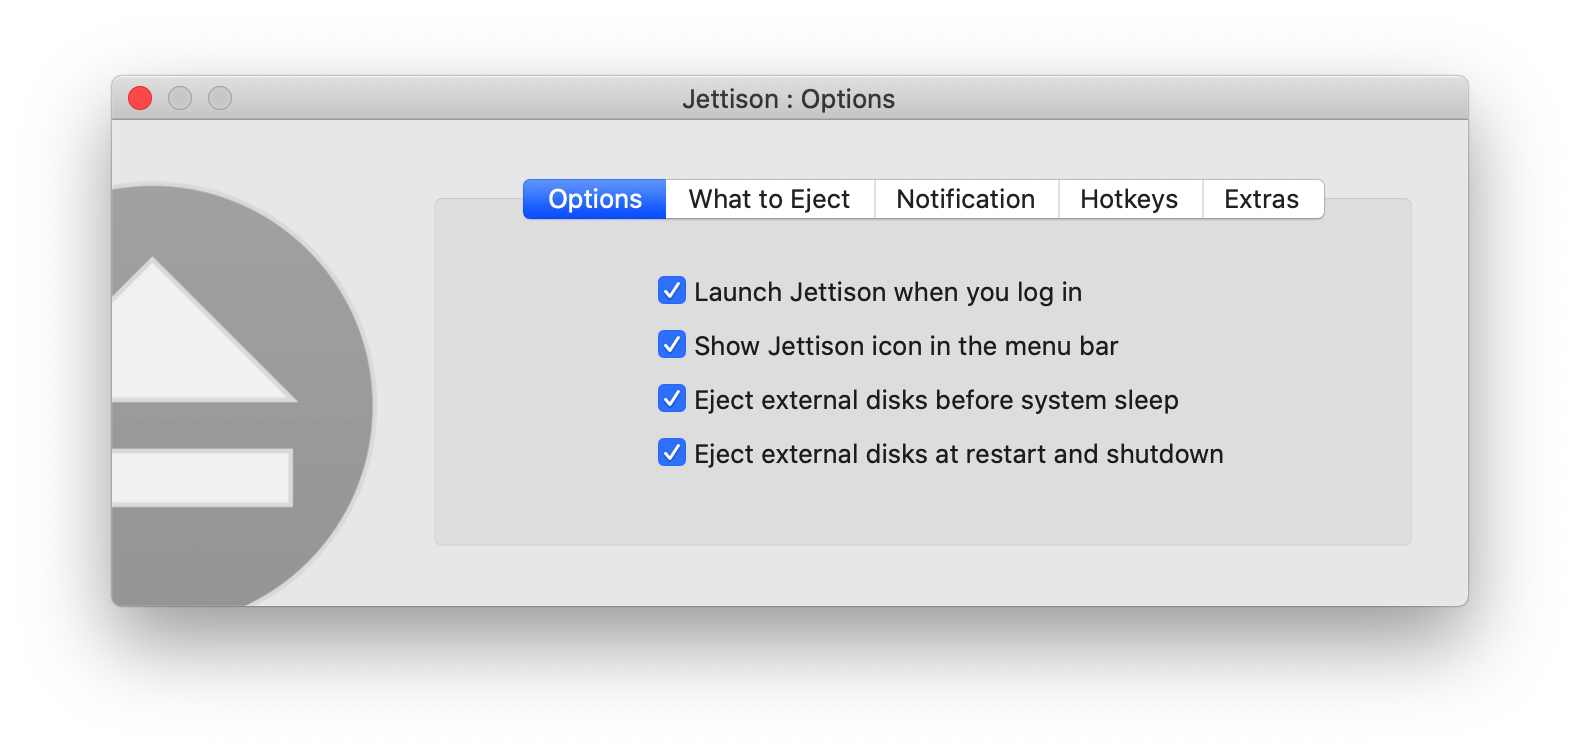 Jettison : Options
Options What to Eject Notification Hotkeys Extras
Launch Jettison when you log in
Show Jettison icon in the menu bar
Eject external disks before system sleep
Eject external disks at restart and shutdown